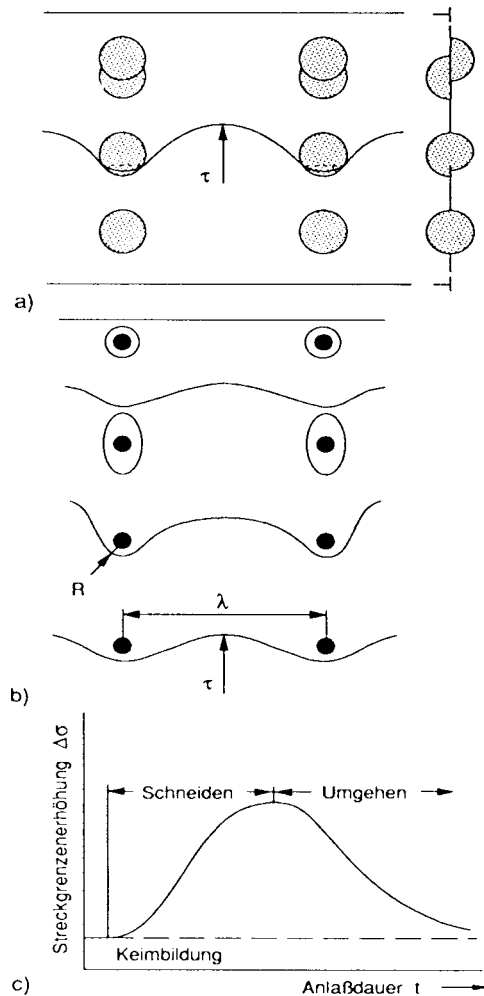 τ
a)
R
λ
τ
b)
Streckgrenzenerhöhung Δσ
Schneiden
Umgehen
Keimbildung
c)
Anlaßdauer t